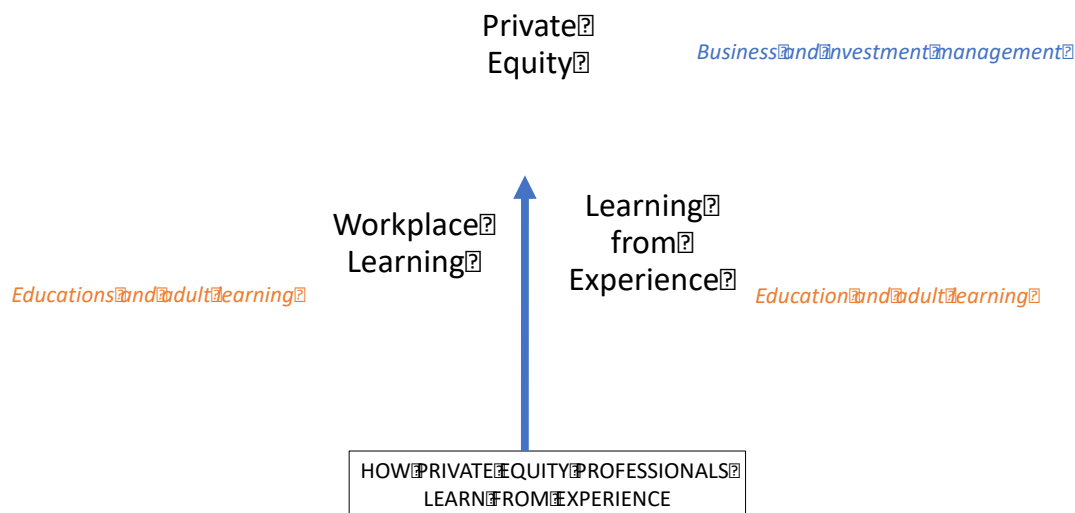 Private⍰
Equity⍰
Business⍰and⍰investment⍰management⍰
Workplace⍰
Learning⍰
Learning⍰
from⍰
Experience⍰
Educations⍰and⍰adult⍰learning⍰
Education⍰and⍰adult⍰learning⍰
HOW⍰PRIVATE⍰EQUITY⍰PROFESSIONALS⍰
LEARN⍰FROM⍰EXPERIENCE